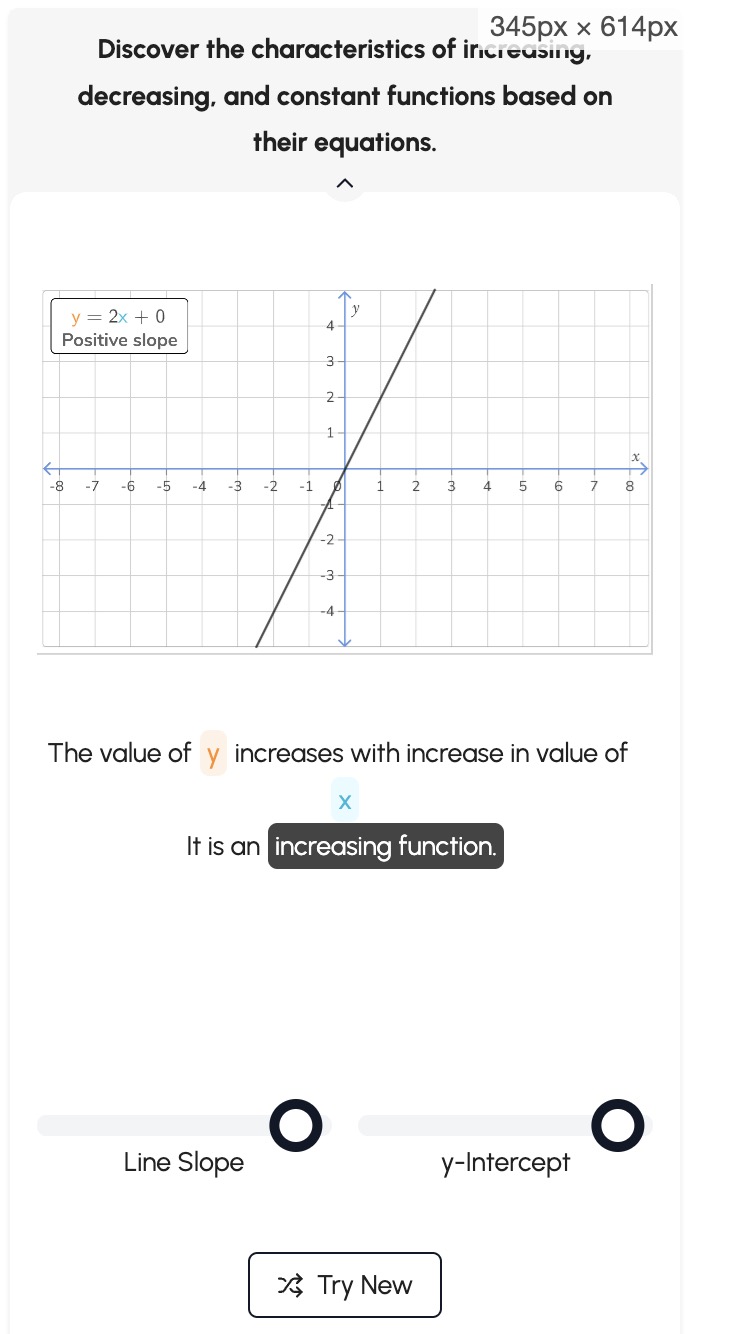 345px × 614px
Discover the characteristics of increasing,
decreasing, and constant functions based on
their equations.
y = 2x + 0
Positive slope
y
4
3
2
1
x
-8 -7 -6 -5 -4 -3 -2 -1 0 1 2 3 4 5 6 7 8
-1
-2
-3
-4
The value of y increases with increase in value of
x
It is an increasing function.
Line Slope y-Intercept
Try New